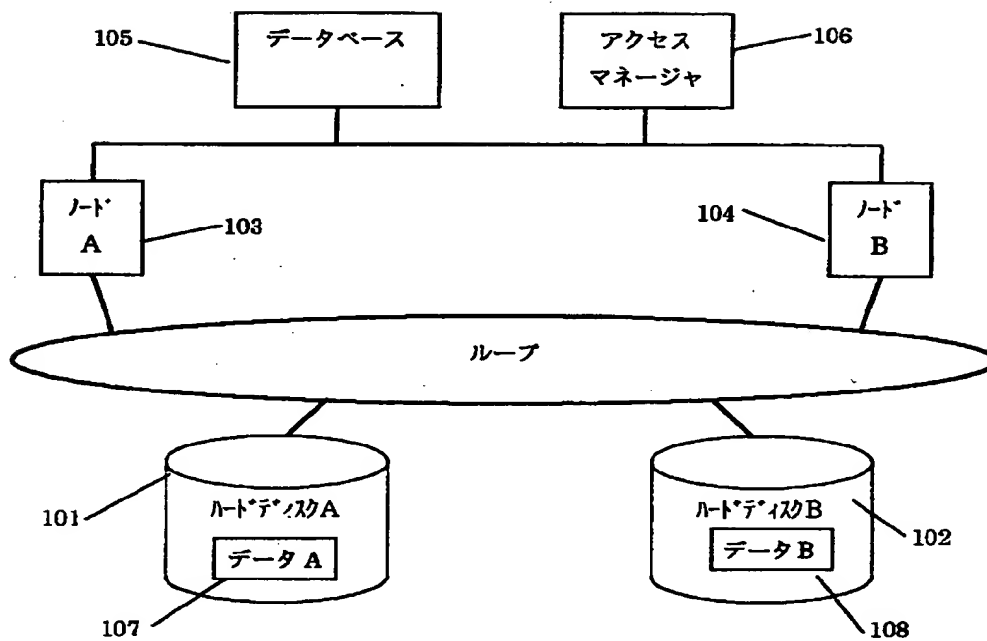 105
データベース
アクセス
マネージャ
106
ﾉｰﾄﾞ
A
103
104
ﾉｰﾄﾞ
B
ループ
101
ﾊｰﾄﾞﾃﾞｨｽｸA
データA
107
ﾊｰﾄﾞﾃﾞｨｽｸB
データB
102
108